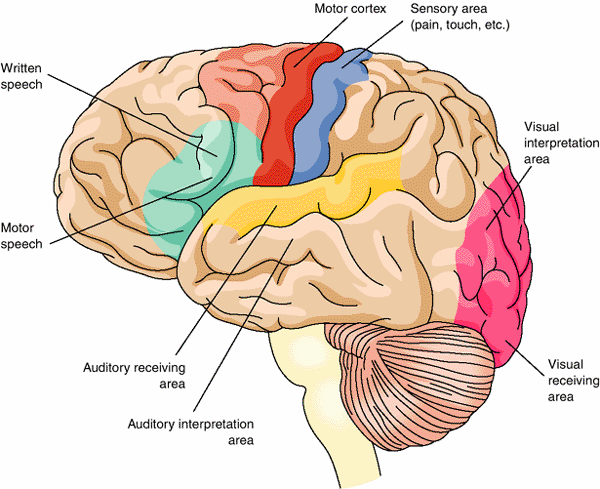 Motor cortex
Sensory area
(pain, touch, etc.)
Written
speech
Visual
interpretation
area
Motor
speech
Auditory receiving
area
Visual
receiving
area
Auditory interpretation
area